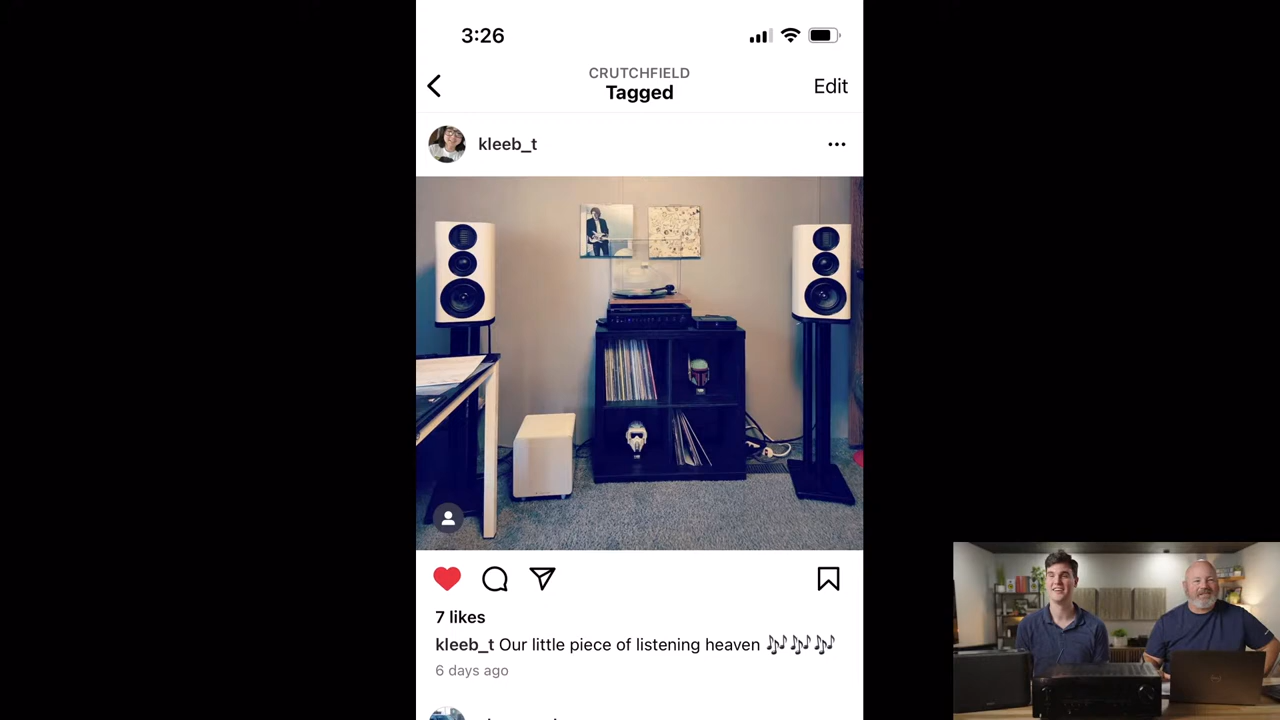 3:26
CRUTCHFIELD
Tagged
Edit
kleeb_t
7 likes
kleeb_t Our little piece of listening heaven 🎶🎶🎶
6 days ago